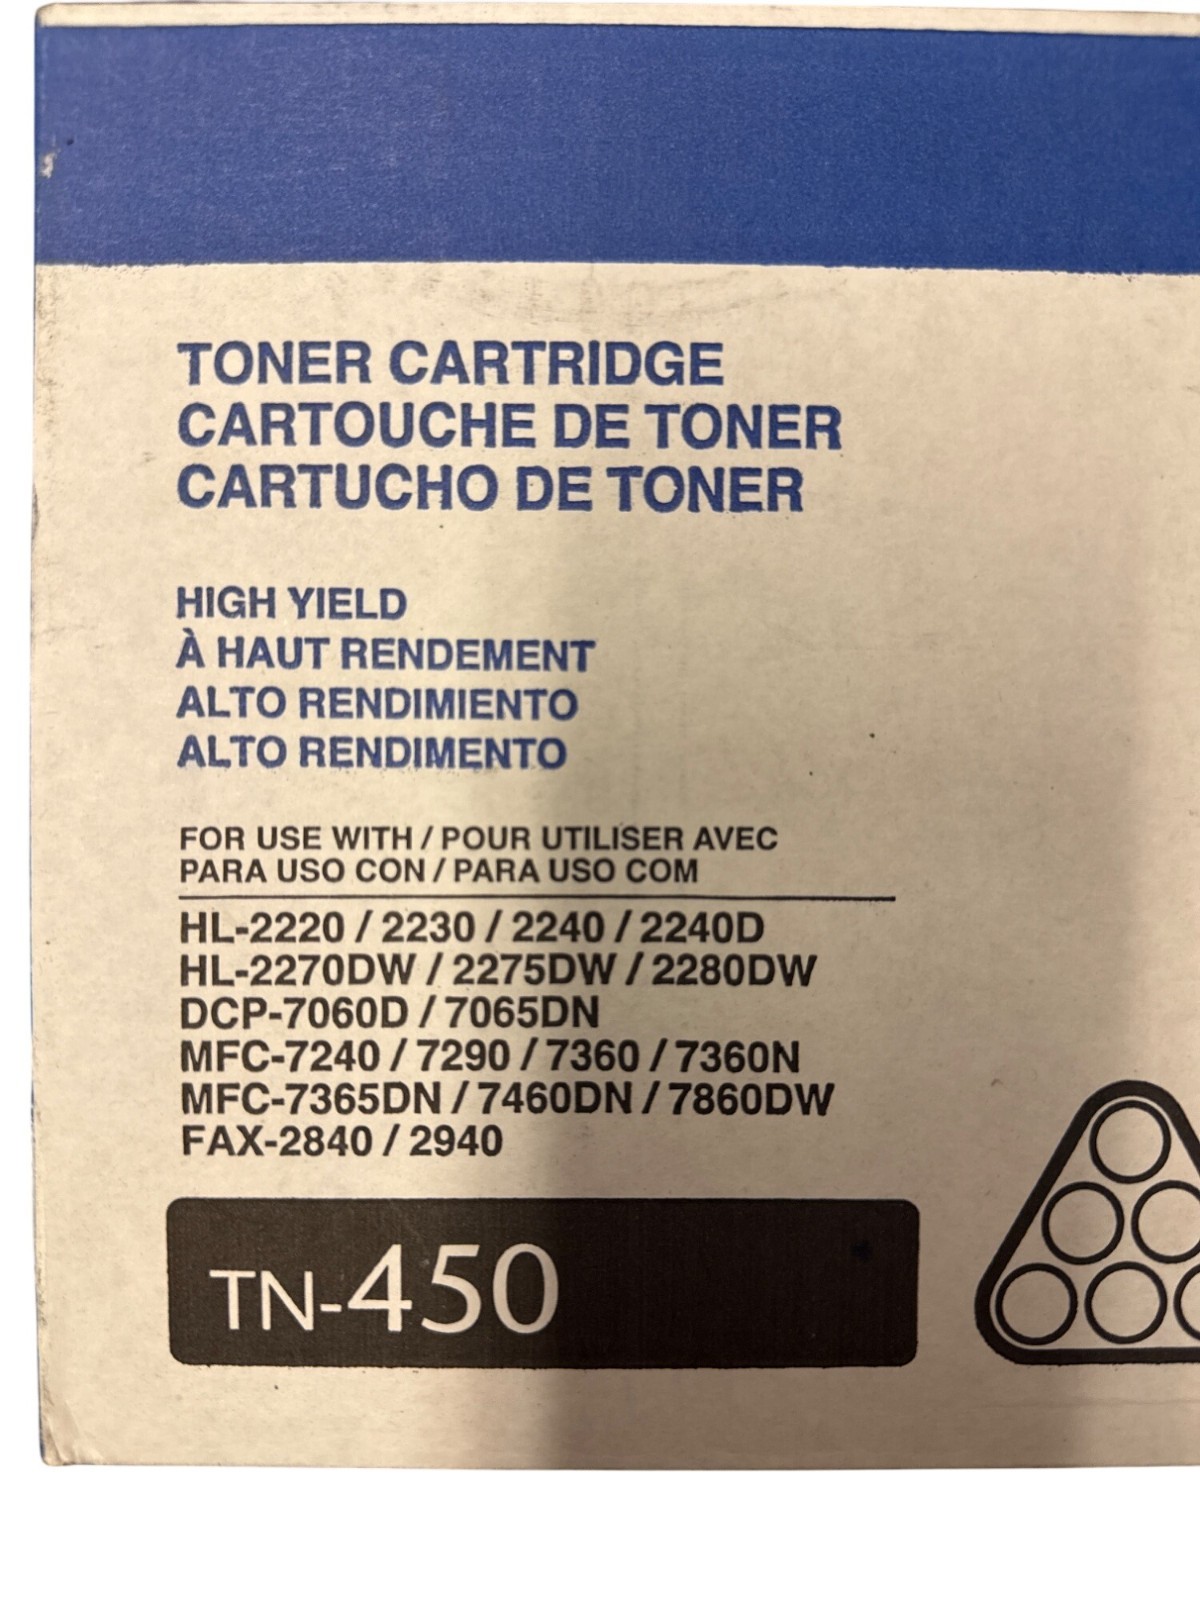 TONER CARTRIDGE
CARTOUCHE DE TONER
CARTUCHO DE TONER
HIGH YIELD
À HAUT RENDEMENT
ALTO RENDIMIENTO
ALTO RENDIMENTO
FOR USE WITH / POUR UTILISER AVEC
PARA USO CON / PARA USO COM
HL-2220 / 2230 / 2240 / 2240D
HL-2270DW / 2275DW / 2280DW
DCP-7060D / 7065DN
MFC-7240 / 7290 / 7360 / 7360N
MFC-7365DN / 7460DN / 7860DW
FAX-2840 / 2940
TN-450